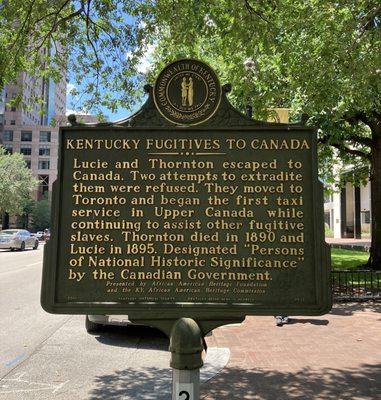 COMMONWEALTH OF KENTUCKY
KENTUCKY FUGITIVES TO CANADA
Lucie and Thornton escaped to
Canada. Two attempts to extradite
them were refused. They moved to
Toronto and began the first taxi
service in Upper Canada while
continuing to assist other fugitive
slaves. Thornton died in 1890 and
Lucie in 1895. Designated "Persons
of National Historic Significance"
by the Canadian Government.
Presented by African American Heritage Foundation
and the KY. African American Heritage Commission
2